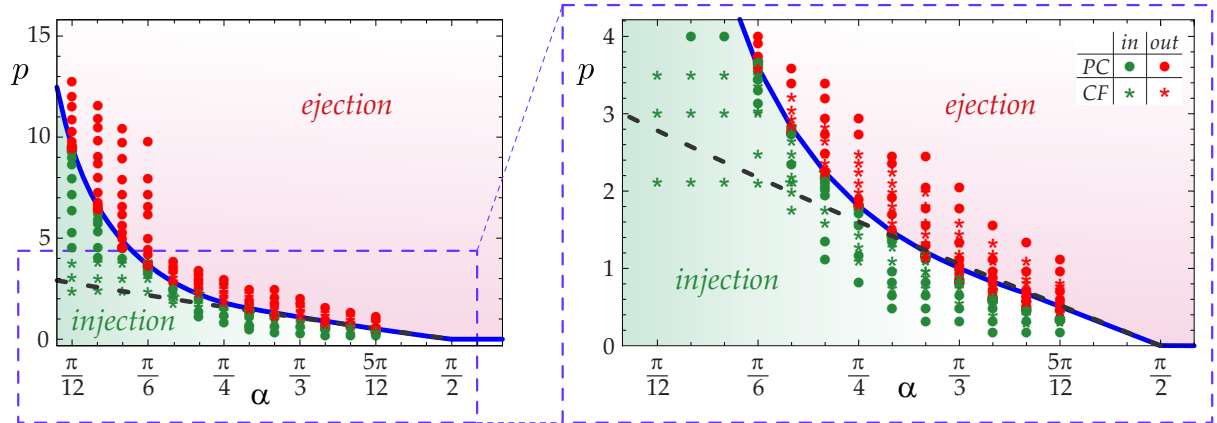 15
p
10
5
0
ejection
injection
π/12
π/6
π/4
π/3
5π/12
π/2
α
4
p
3
2
1
0
in out
PC
CF
ejection
injection
π/12
π/6
π/4
π/3
5π/12
π/2
α